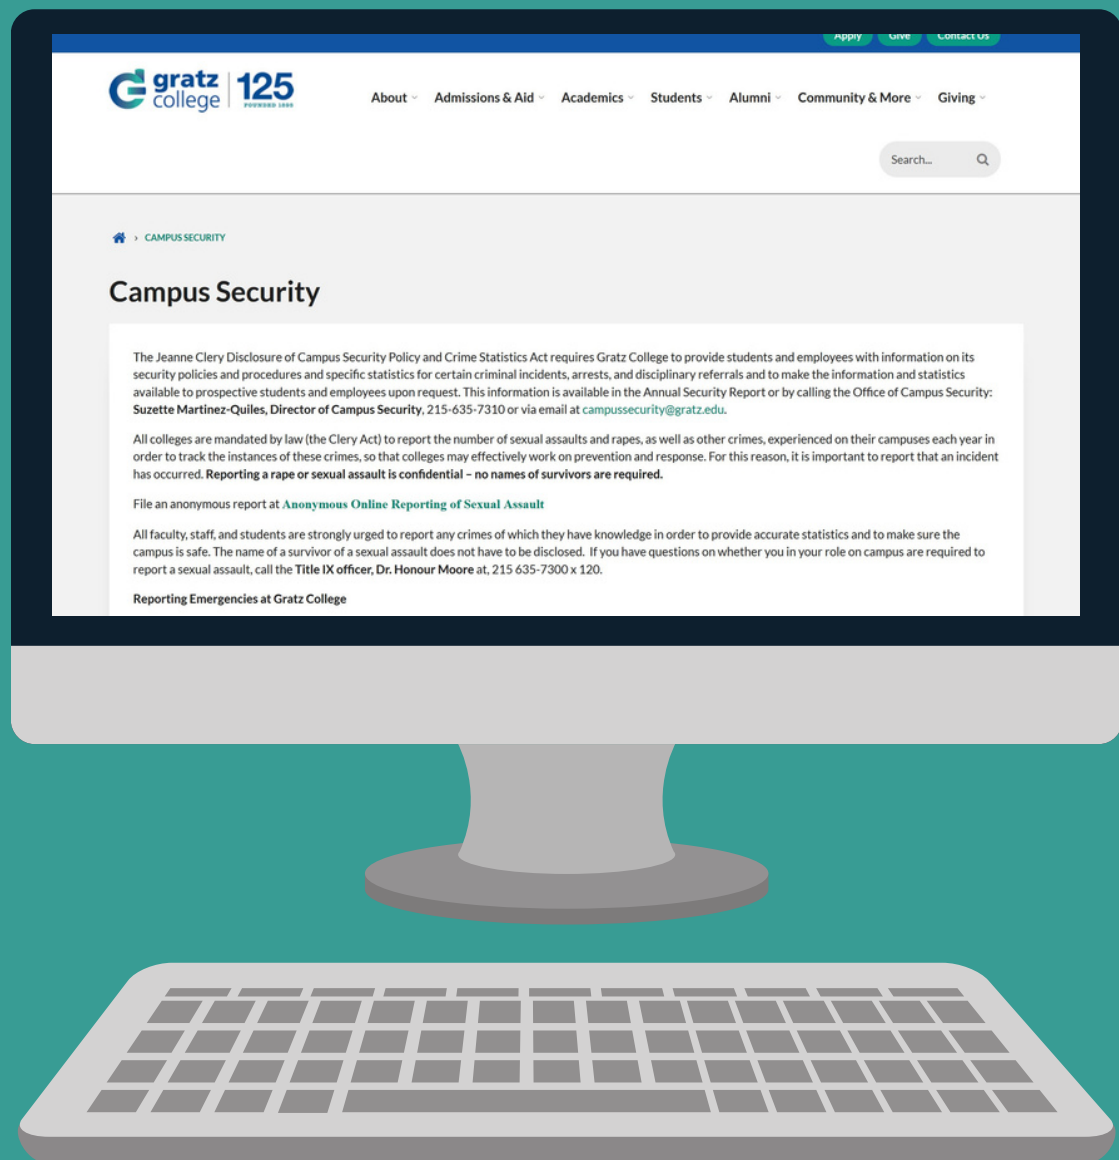 Apply Give Contact Us
gratz college 125
FOUNDED 1895
About Admissions & Aid Academics Students Alumni Community & More Giving
Search...
› CAMPUS SECURITY
Campus Security
The Jeanne Clery Disclosure of Campus Security Policy and Crime Statistics Act requires Gratz College to provide students and employees with information on its
security policies and procedures and specific statistics for certain criminal incidents, arrests, and disciplinary referrals and to make the information and statistics
available to prospective students and employees upon request. This information is available in the Annual Security Report or by calling the Office of Campus Security:
Suzette Martinez-Quiles, Director of Campus Security, 215-635-7310 or via email at campussecurity@gratz.edu.
All colleges are mandated by law (the Clery Act) to report the number of sexual assaults and rapes, as well as other crimes, experienced on their campuses each year in
order to track the instances of these crimes, so that colleges may effectively work on prevention and response. For this reason, it is important to report that an incident
has occurred. Reporting a rape or sexual assault is confidential – no names of survivors are required.
File an anonymous report at Anonymous Online Reporting of Sexual Assault
All faculty, staff, and students are strongly urged to report any crimes of which they have knowledge in order to provide accurate statistics and to make sure the
campus is safe. The name of a survivor of a sexual assault does not have to be disclosed.  If you have questions on whether you in your role on campus are required to
report a sexual assault, call the Title IX officer, Dr. Honour Moore at, 215 635-7300 x 120.
Reporting Emergencies at Gratz College